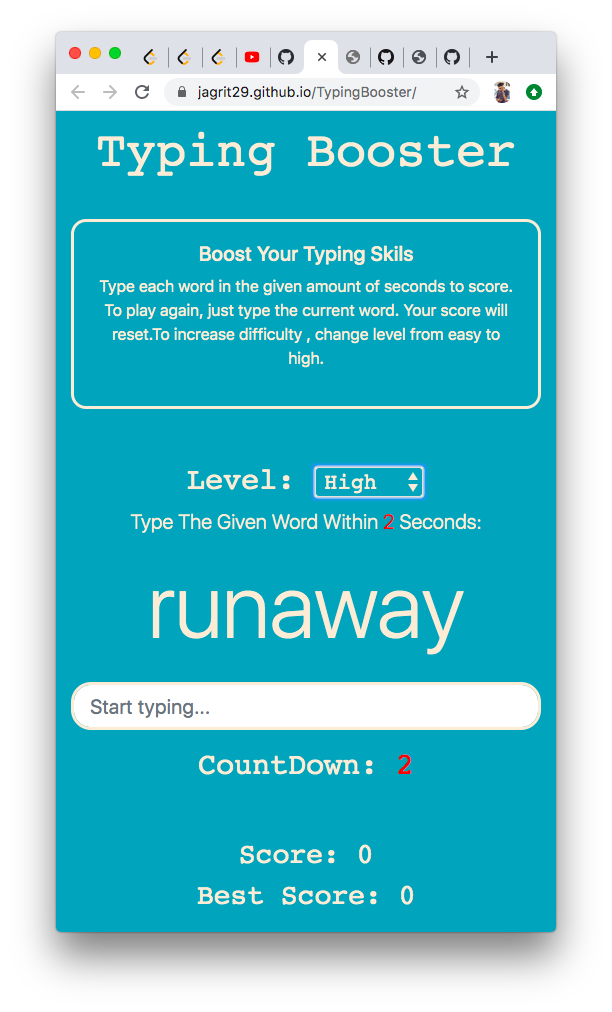 jagrit29.github.io/TypingBooster/
Typing Booster
Boost Your Typing Skils
Type each word in the given amount of seconds to score.
To play again, just type the current word. Your score will
reset.To increase difficulty , change level from easy to
high.
Level: High
Type The Given Word Within 2 Seconds:
runaway
Start typing...
CountDown: 2
Score: 0
Best Score: 0